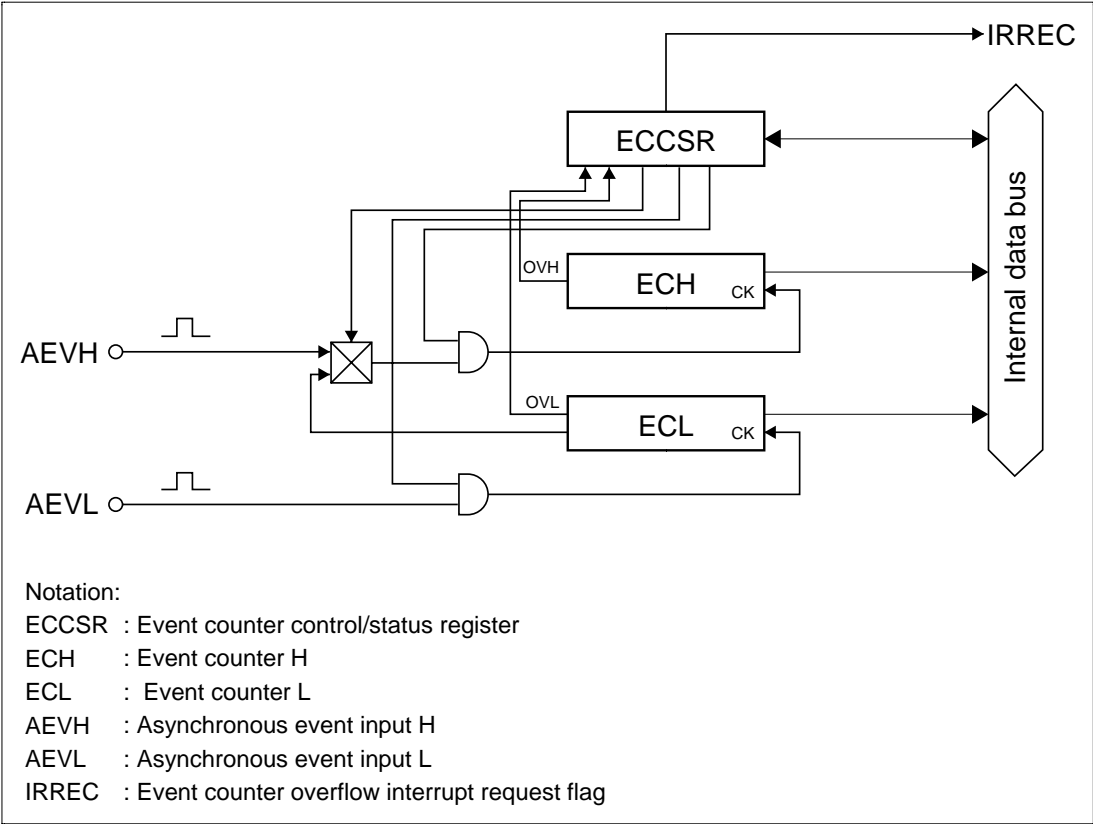 IRREC
ECCSR
Internal data bus
OVH
ECH
CK
AEVH
OVL
ECL
CK
AEVL
Notation:
ECCSR : Event counter control/status register
ECH : Event counter H
ECL : Event counter L
AEVH : Asynchronous event input H
AEVL : Asynchronous event input L
IRREC : Event counter overflow interrupt request flag